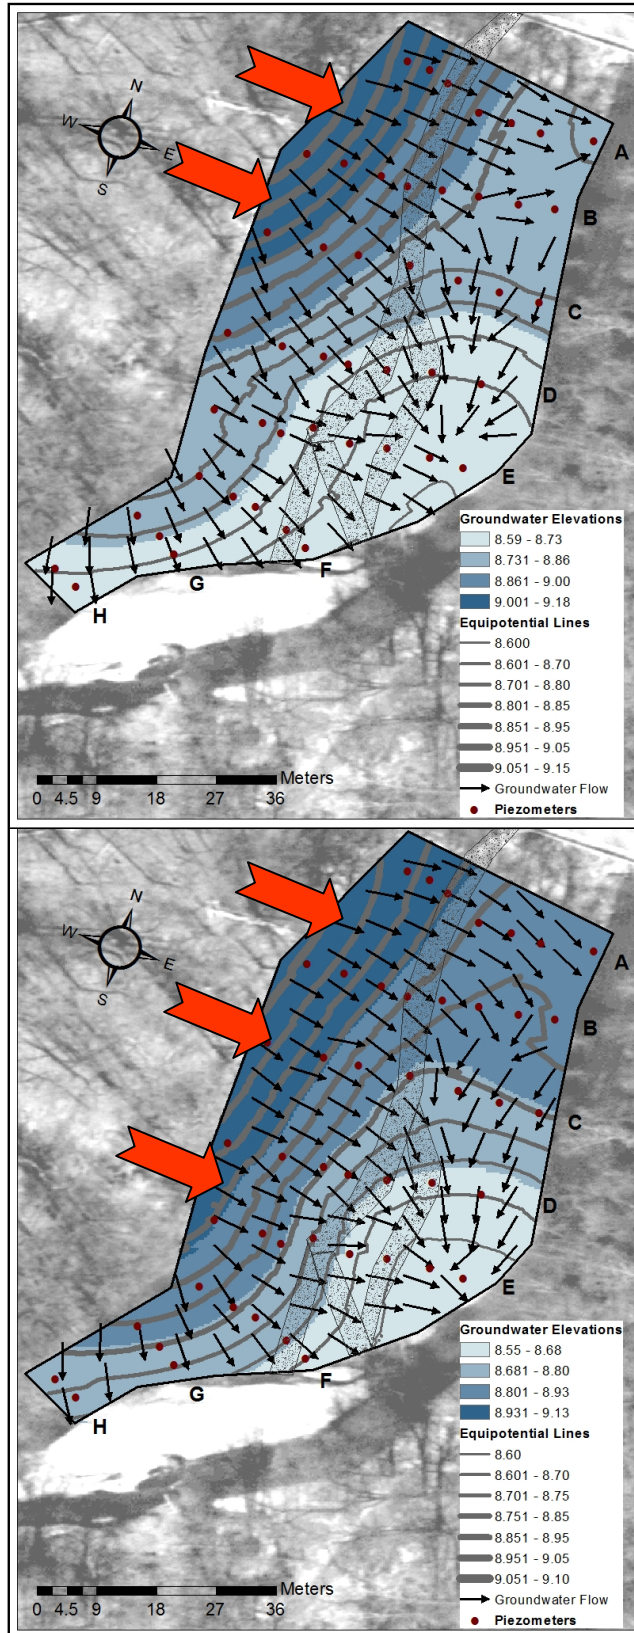 N
W
E
S
A
B
C
D
E
F
G
H
Groundwater Elevations
8.59 - 8.73
8.731 - 8.86
8.861 - 9.00
9.001 - 9.18
Equipotential Lines
8.600
8.601 - 8.70
8.701 - 8.80
8.801 - 8.85
8.851 - 8.95
8.951 - 9.05
9.051 - 9.15
Groundwater Flow
Piezometers
Meters
0 4.5 9 18 27 36
N
W
E
S
A
B
C
D
E
F
G
H
Groundwater Elevations
8.55 - 8.68
8.681 - 8.80
8.801 - 8.93
8.931 - 9.13
Equipotential Lines
8.60
8.601 - 8.70
8.701 - 8.75
8.751 - 8.85
8.851 - 8.95
8.951 - 9.05
9.051 - 9.10
Groundwater Flow
Piezometers
Meters
0 4.5 9 18 27 36